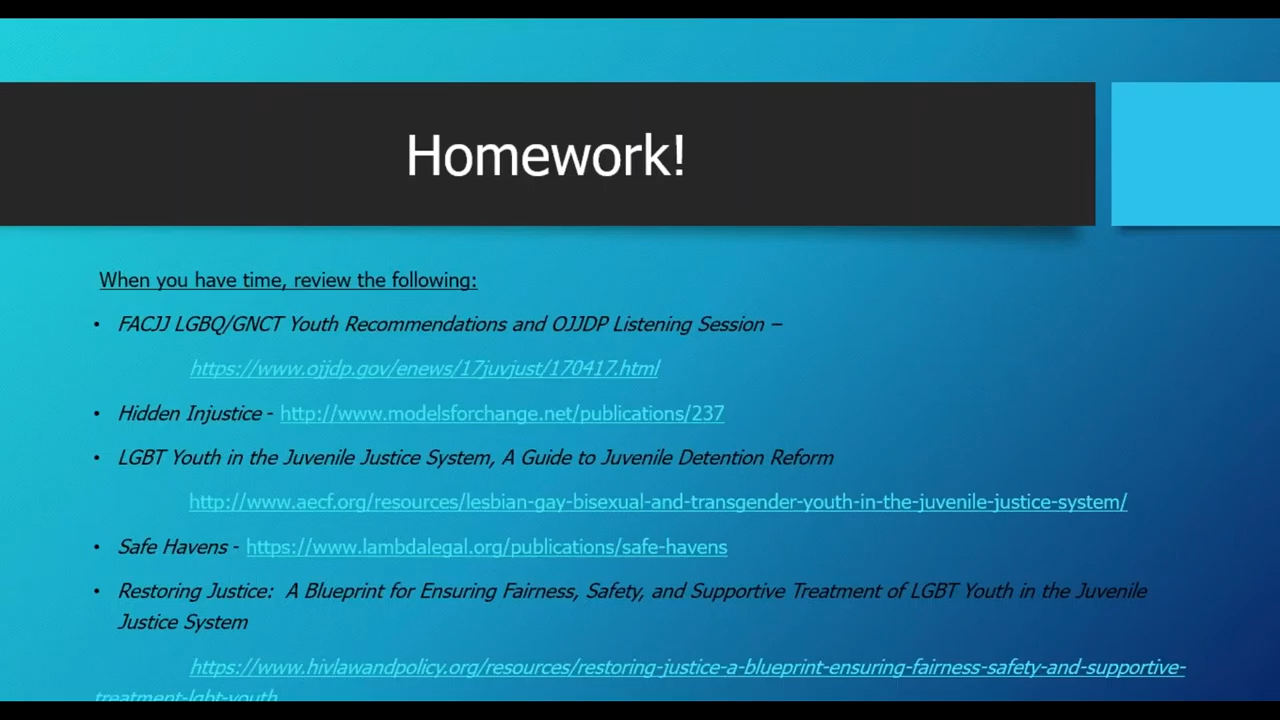 Homework!
When you have time, review the following:
• FACJJ LGBQ/GNCT Youth Recommendations and OJJDP Listening Session –
https://www.ojjdp.gov/enews/17juvjust/170417.html
• Hidden Injustice - http://www.modelsforchange.net/publications/237
• LGBT Youth in the Juvenile Justice System, A Guide to Juvenile Detention Reform
http://www.aecf.org/resources/lesbian-gay-bisexual-and-transgender-youth-in-the-juvenile-justice-system/
• Safe Havens - https://www.lambdalegal.org/publications/safe-havens
• Restoring Justice:  A Blueprint for Ensuring Fairness, Safety, and Supportive Treatment of LGBT Youth in the Juvenile
Justice System
https://www.hivlawandpolicy.org/resources/restoring-justice-a-blueprint-ensuring-fairness-safety-and-supportive-
treatment-lgbt-youth